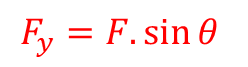 F_y = F. sin θ